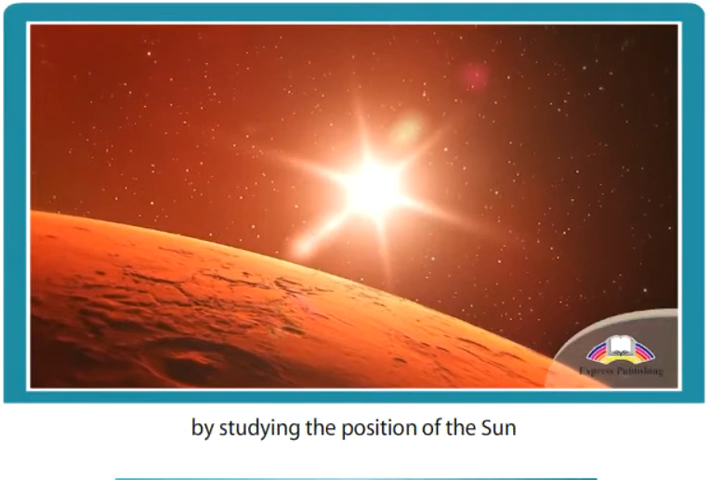 Express Publishing
by studying the position of the Sun